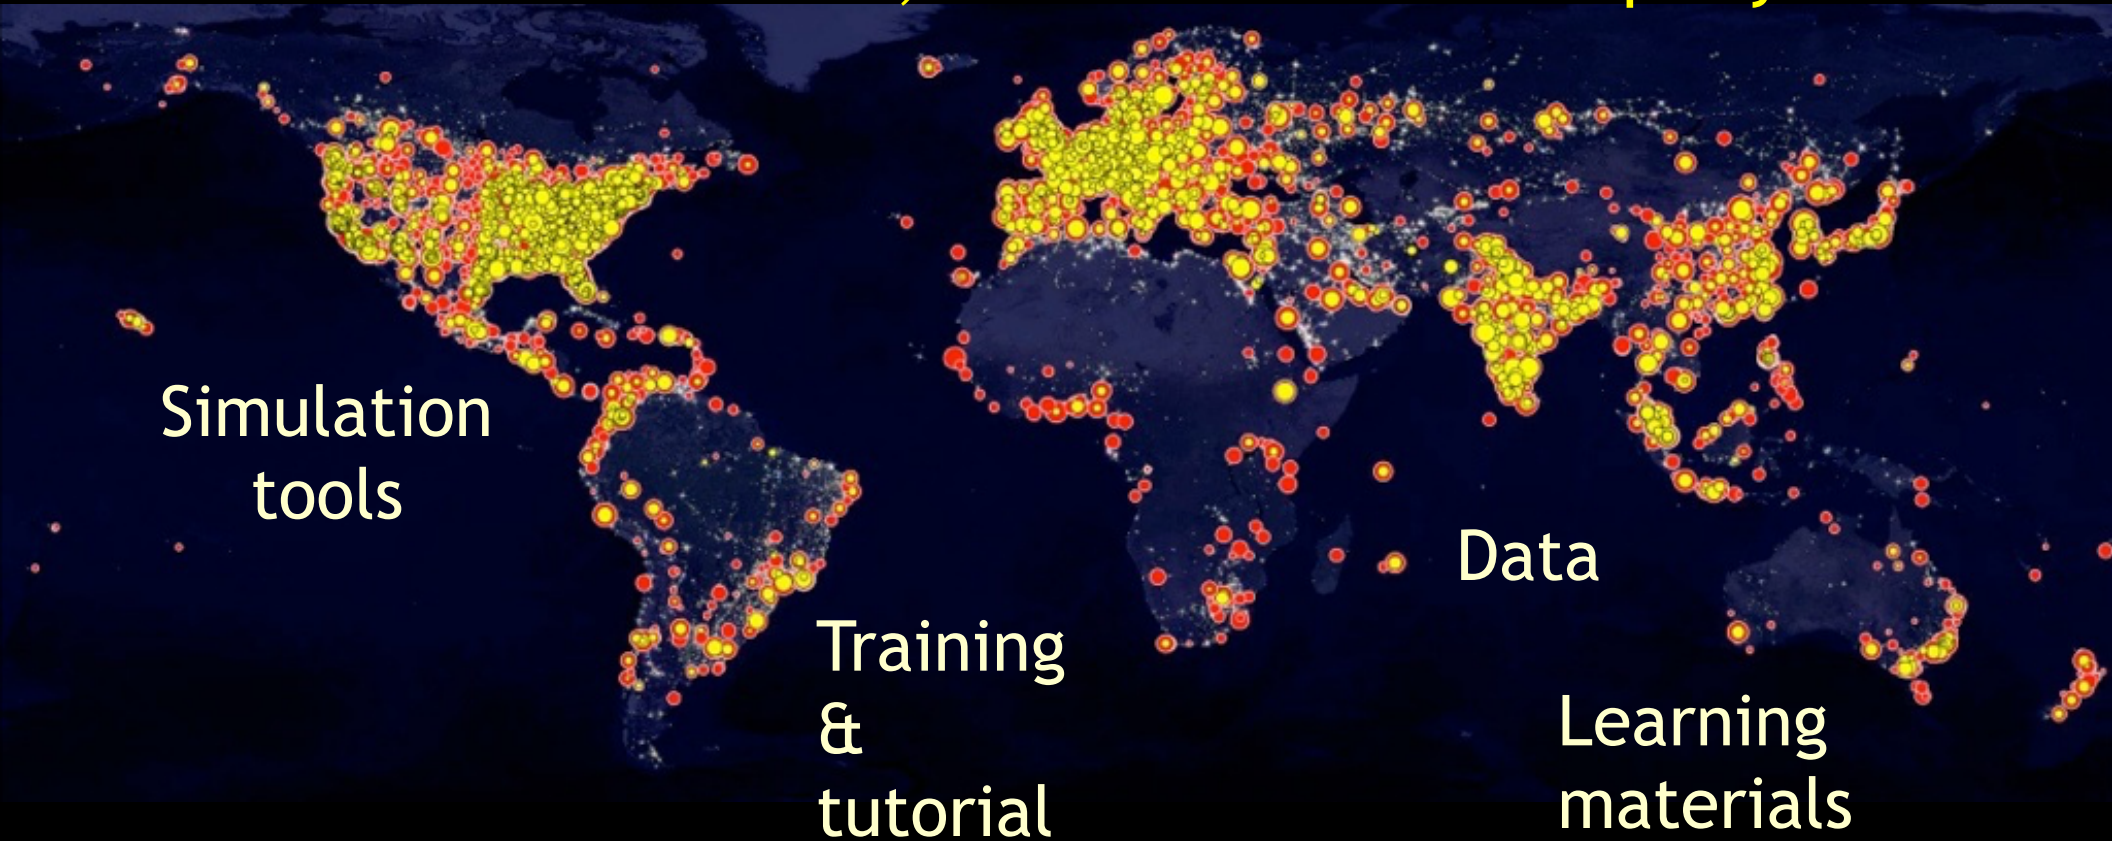 Simulation
tools
Data
Training
&
tutorial
Learning
materials